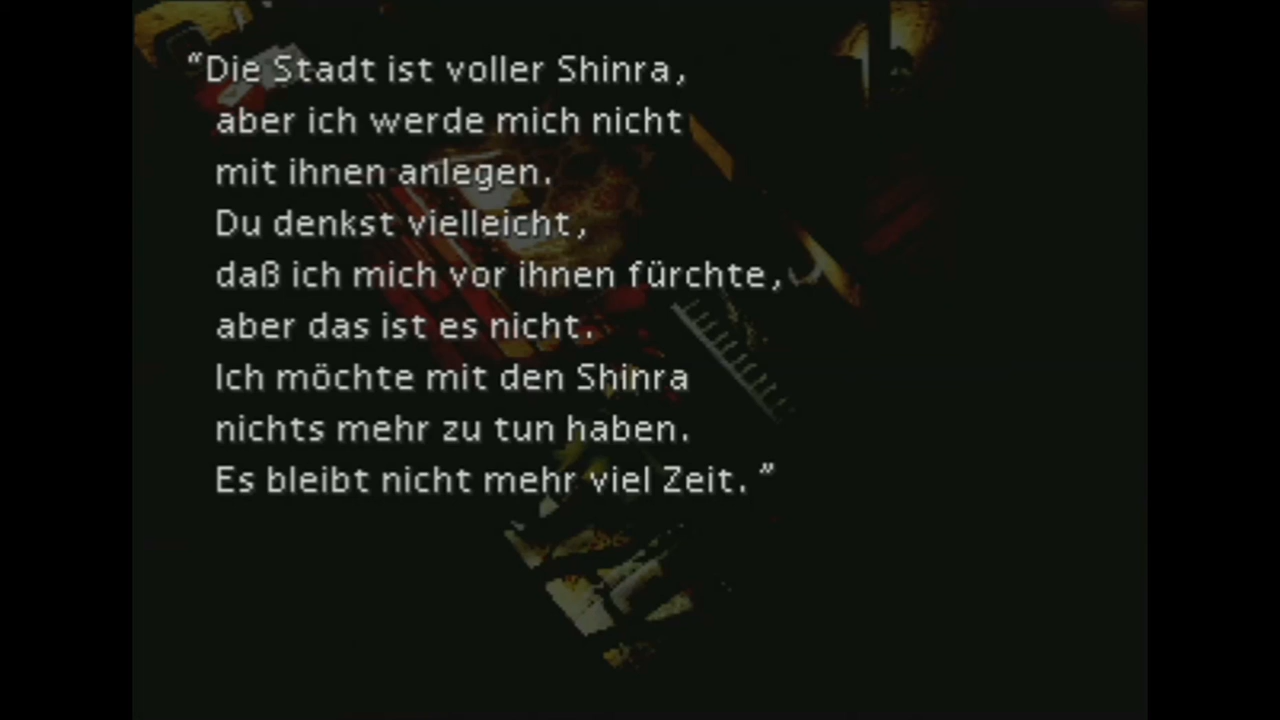 “Die Stadt ist voller Shinra,
aber ich werde mich nicht
mit ihnen anlegen.
Du denkst vielleicht,
daß ich mich vor ihnen fürchte,
aber das ist es nicht.
Ich möchte mit den Shinra
nichts mehr zu tun haben.
Es bleibt nicht mehr viel Zeit.”